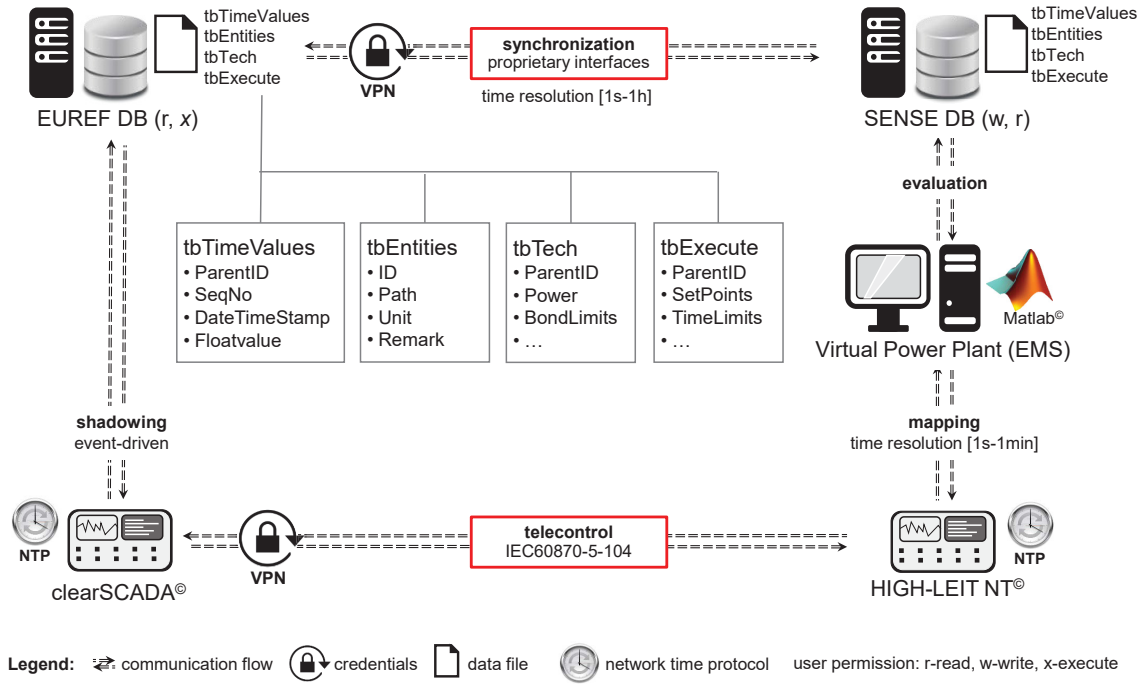 tbTimeValues
tbEntities
tbTech
tbExecute
EUREF DB (r, x)
VPN
synchronization
proprietary interfaces
time resolution [1s-1h]
tbTimeValues
tbEntities
tbTech
tbExecute
SENSE DB (w, r)
evaluation
tbTimeValues
• ParentID
• SeqNo
• DateTimeStamp
• Floatvalue
tbEntities
• ID
• Path
• Unit
• Remark
tbTech
• ParentID
• Power
• BondLimits
• …
tbExecute
• ParentID
• SetPoints
• TimeLimits
• …
Matlab©
Virtual Power Plant (EMS)
shadowing
event-driven
mapping
time resolution [1s-1min]
NTP
clearSCADA©
VPN
telecontrol
IEC60870-5-104
NTP
HIGH-LEIT NT©
Legend: communication flow credentials data file network time protocol user permission: r-read, w-write, x-execute